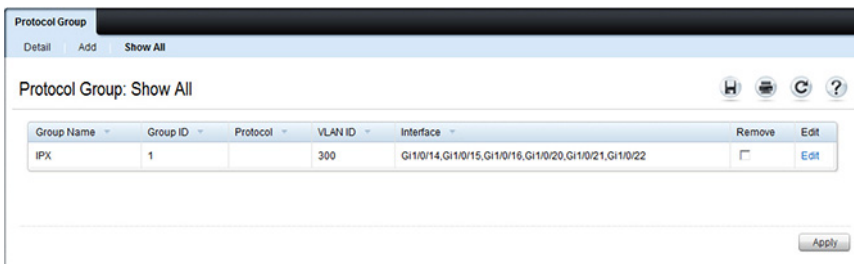 Protocol Group
Detail Add Show All
Protocol Group: Show All
Group Name Group ID Protocol VLAN ID Interface Remove Edit
IPX 1 300 Gi1/0/14,Gi1/0/15,Gi1/0/16,Gi1/0/20,Gi1/0/21,Gi1/0/22 Edit
Apply